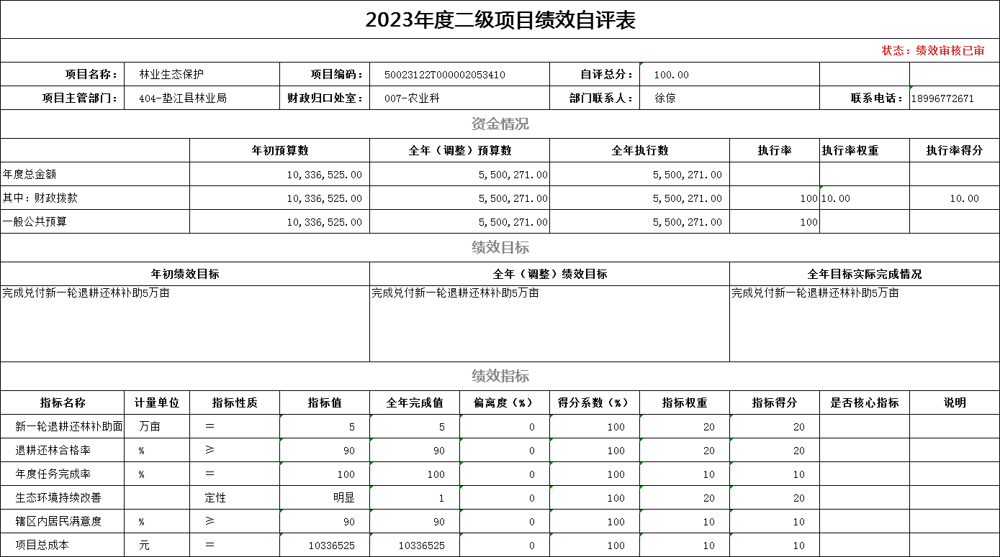 2023年度二级项目绩效自评表
状态：绩效审核已审
项目名称： 林业生态保护 项目编码： 50023122T000002053410 自评总分： 100.00
项目主管部门： 404-垫江县林业局 财政归口处室： 007-农业科 部门联系人： 徐倞 联系电话： 18996772671
资金情况
年初预算数 全年（调整）预算数 全年执行数 执行率 执行率权重 执行率得分
年度总金额 10,336,525.00 5,500,271.00 5,500,271.00
其中：财政拨款 10,336,525.00 5,500,271.00 5,500,271.00 100 10.00 10.00
一般公共预算 10,336,525.00 5,500,271.00 5,500,271.00 100
绩效目标
年初绩效目标 全年（调整）绩效目标 全年目标实际完成情况
完成兑付新一轮退耕还林补助5万亩 完成兑付新一轮退耕还林补助5万亩 完成兑付新一轮退耕还林补助5万亩
绩效指标
指标名称 计量单位 指标性质 指标值 全年完成值 偏离度（%） 得分系数（%） 指标权重 指标得分 是否核心指标 说明
新一轮退耕还林补助面 万亩 ＝ 5 5 0 100 20 20
退耕还林合格率 % ≥ 90 90 0 100 20 20
年度任务完成率 % ＝ 100 100 0 100 10 10
生态环境持续改善 定性 明显 1 0 100 20 20
辖区内居民满意度 % ≥ 90 90 0 100 10 10
项目总成本 元 ＝ 10336525 10336525 0 100 10 10